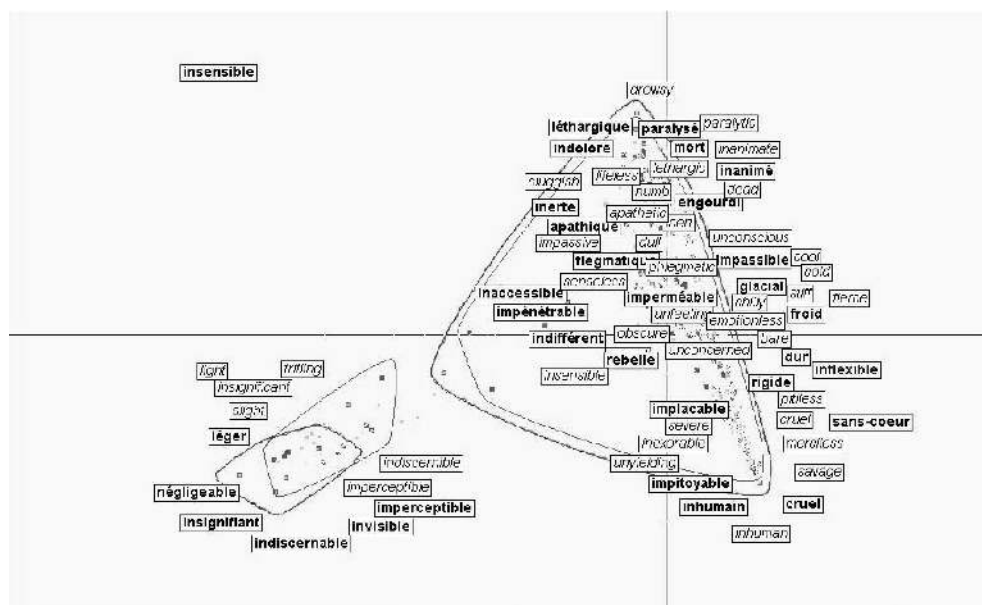 insensible
drowsy
léthargique
paralysé
paralytic
indolore
mort
inanimate
lethargic
inanimé
sluggish
lifeless
numb
dead
engourdi
inerte
apathetic
apathique
impassive
dull
unconscious
flegmatique
phlegmatic
impassible
cool
cold
senseless
glacial
stiff
inaccessible
imperméable
chilly
impénétrable
unfeeling
emotionless
froid
indifférent
obscure
bare
rebelle
unconcerned
dur
inflexible
light
trifling
insensible
rigide
insignificant
pitiless
slight
implacable
cruel
sans-coeur
severe
léger
inexorable
merciless
indiscernible
unyielding
savage
négligeable
imperceptible
impitoyable
imperceptible
inhumain
cruel
insignifiant
invisible
indiscernable
inhuman